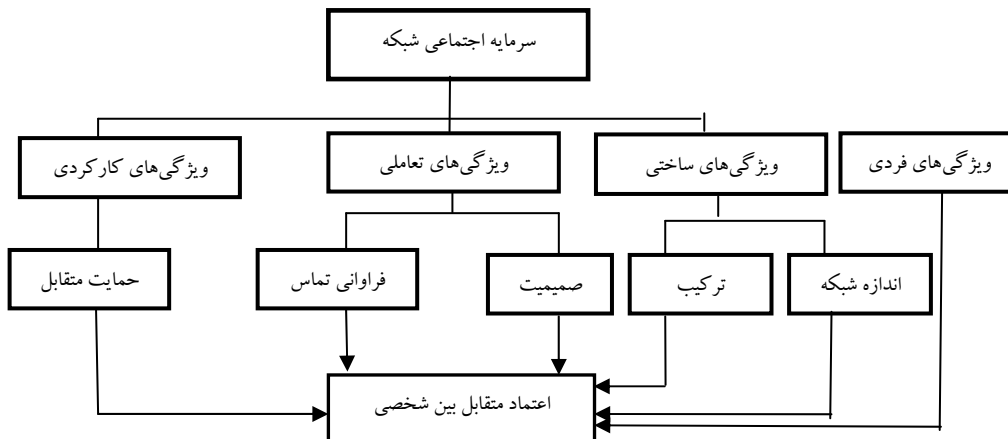 سرمایه اجتماعی شبکه
ویژگی‌های فردی
ویژگی‌های ساختی
ویژگی‌های تعاملی
ویژگی‌های کارکردی
اندازه شبکه
ترکیب
صمیمیت
فراوانی تماس
حمایت متقابل
اعتماد متقابل بین شخصی